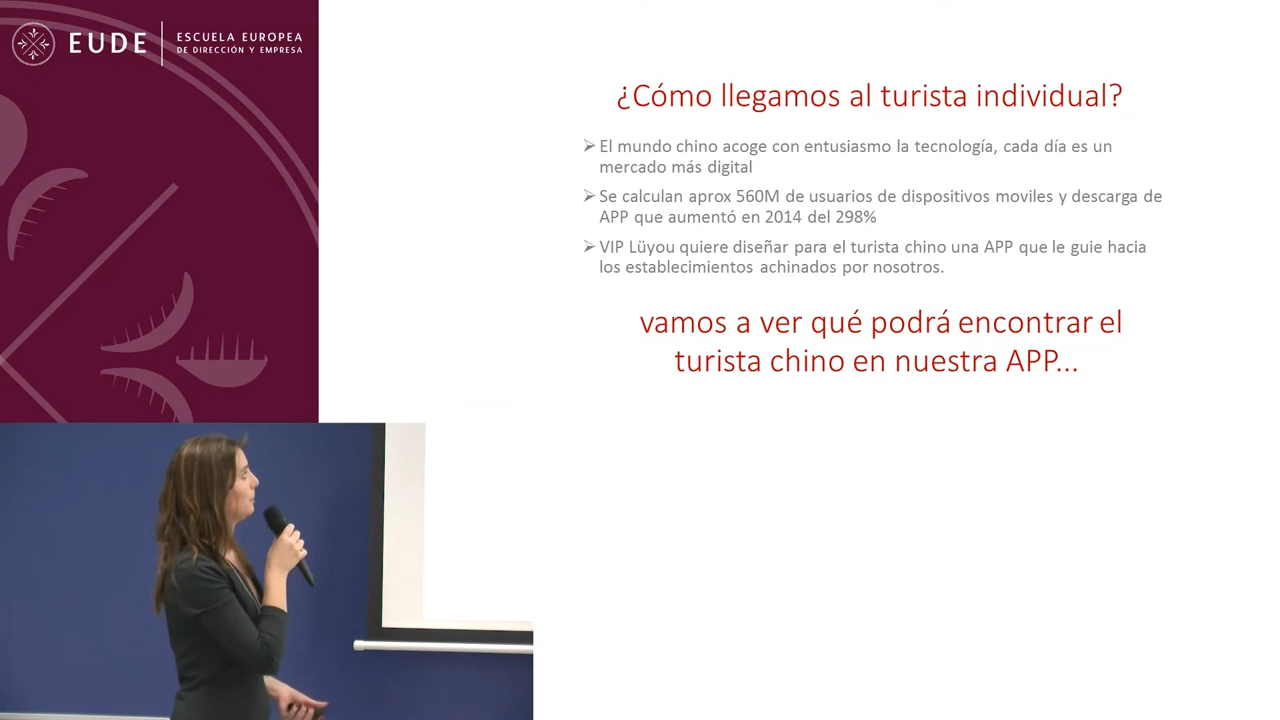 EUDE
ESCUELA EUROPEA
DE DIRECCIÓN Y EMPRESA
¿Cómo llegamos al turista individual?
El mundo chino acoge con entusiasmo la tecnología, cada día es un
mercado más digital
Se calculan aprox 560M de usuarios de dispositivos moviles y descarga de
APP que aumentó en 2014 del 298%
VIP Lüyou quiere diseñar para el turista chino una APP que le guie hacia
los establecimientos achinados por nosotros.
vamos a ver qué podrá encontrar el
turista chino en nuestra APP...